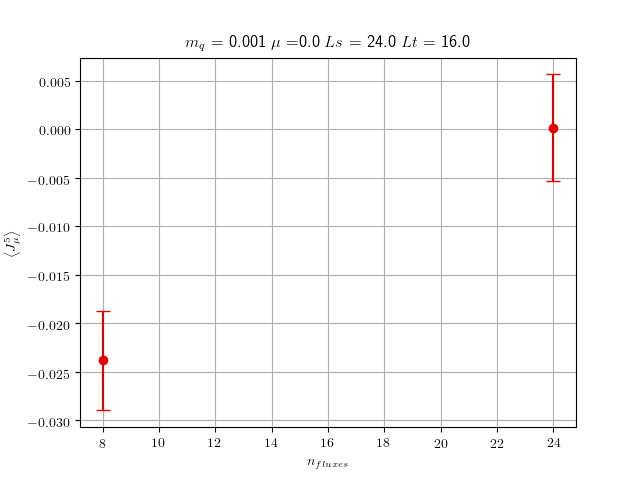 $m_q$ = 0.001 $\mu$ =0.0 $Ls$ = 24.0 $Lt$ = 16.0
0.005
0.000
−0.005
−0.010
−0.015
−0.020
−0.025
−0.030
$\langle J_\mu^5 \rangle$
8 10 12 14 16 18 20 22 24
$n_{fluxes}$